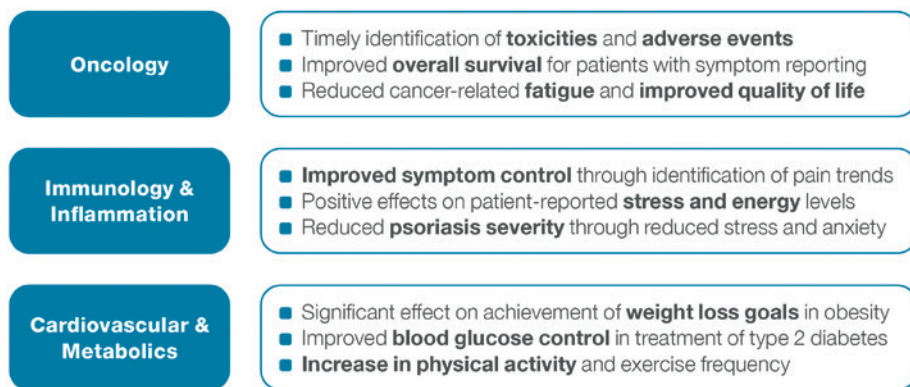 Oncology
Timely identification of toxicities and adverse events
Improved overall survival for patients with symptom reporting
Reduced cancer-related fatigue and improved quality of life
Immunology &
Inflammation
Improved symptom control through identification of pain trends
Positive effects on patient-reported stress and energy levels
Reduced psoriasis severity through reduced stress and anxiety
Cardiovascular &
Metabolics
Significant effect on achievement of weight loss goals in obesity
Improved blood glucose control in treatment of type 2 diabetes
Increase in physical activity and exercise frequency